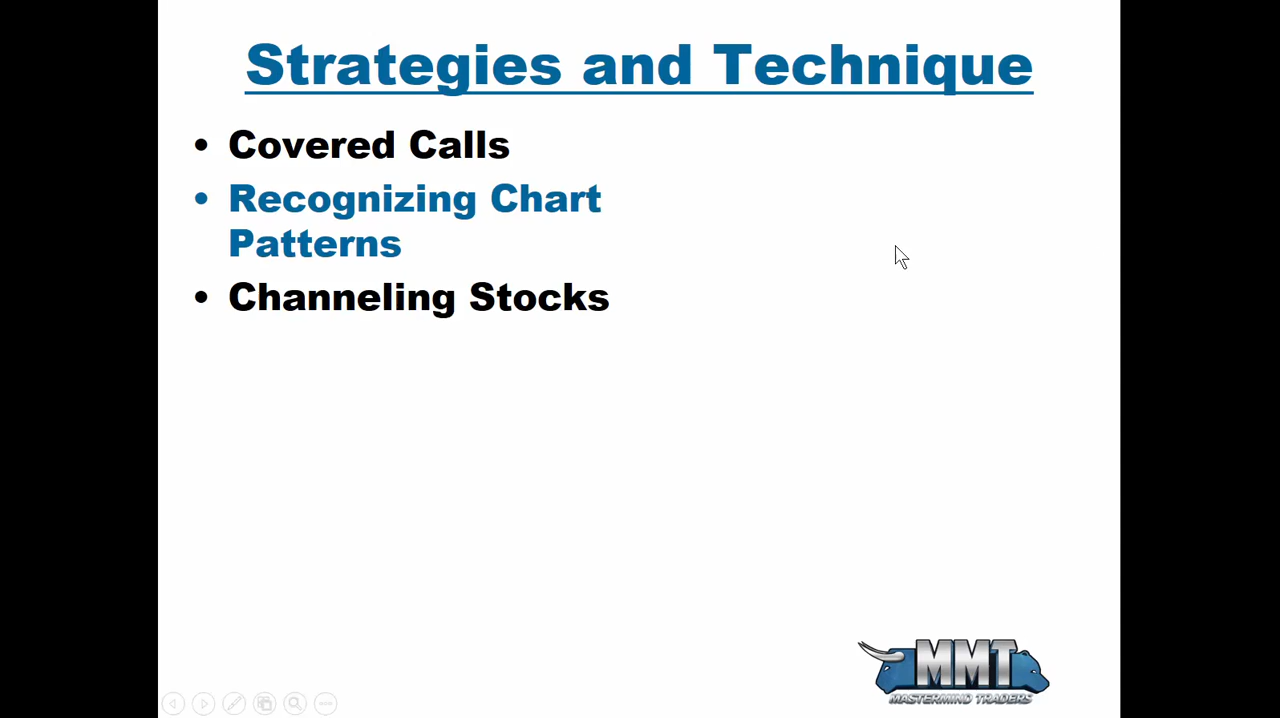 Strategies and Technique
• Covered Calls
• Recognizing Chart
Patterns
• Channeling Stocks
MMT
MASTERMIND TRADERS